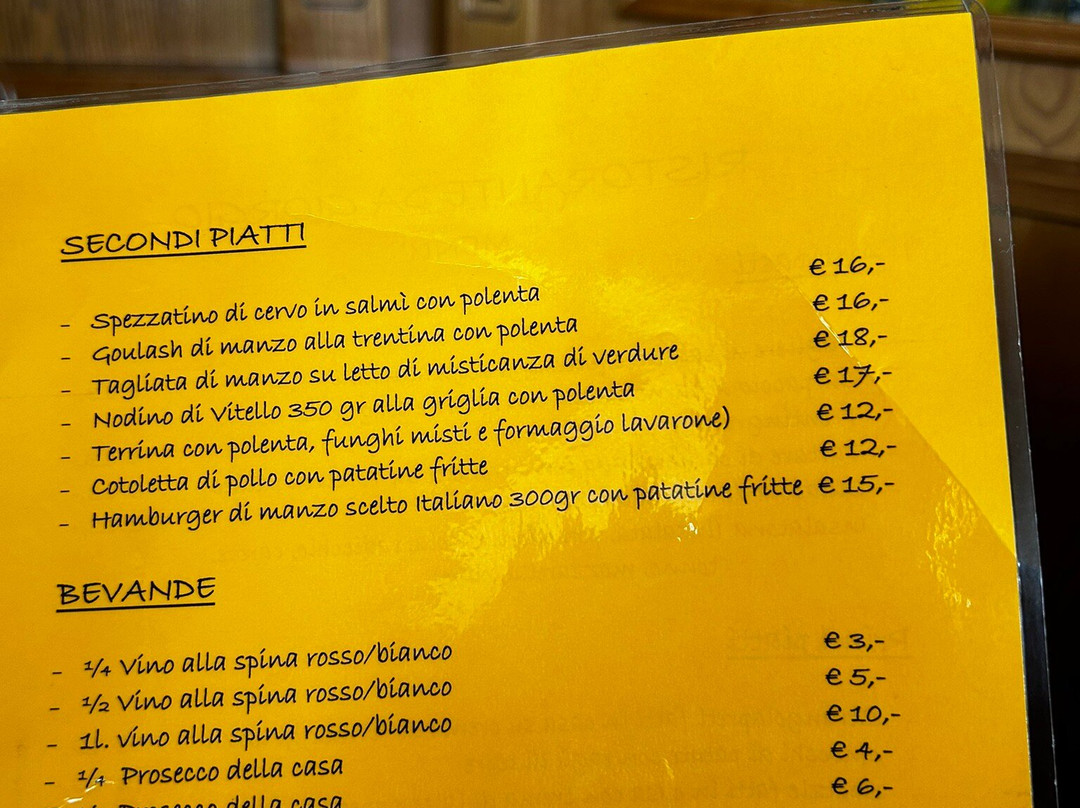 SECONDI PIATTI
- Spezzatino di cervo in salmì con polenta € 16,-
- Goulash di manzo alla trentina con polenta € 16,-
- Tagliata di manzo su letto di misticanza di verdure € 18,-
Nodino di Vitello 350 gr alla griglia con polenta € 17,-
- Terrina con polenta, funghi misti e formaggio lavarone) € 12,-
- Cotoletta di pollo con patatine fritte € 12,-
- Hamburger di manzo scelto Italiano 300gr con patatine fritte € 15,-
BEVANDE
- 1/4 Vino alla spina rosso/bianco € 3,-
- 1/2 Vino alla spina rosso/bianco € 5,-
- 1l. vino alla spina rosso/bianco € 10,-
- Prosecco della casa € 4,-
Prosecco della casa € 6,-